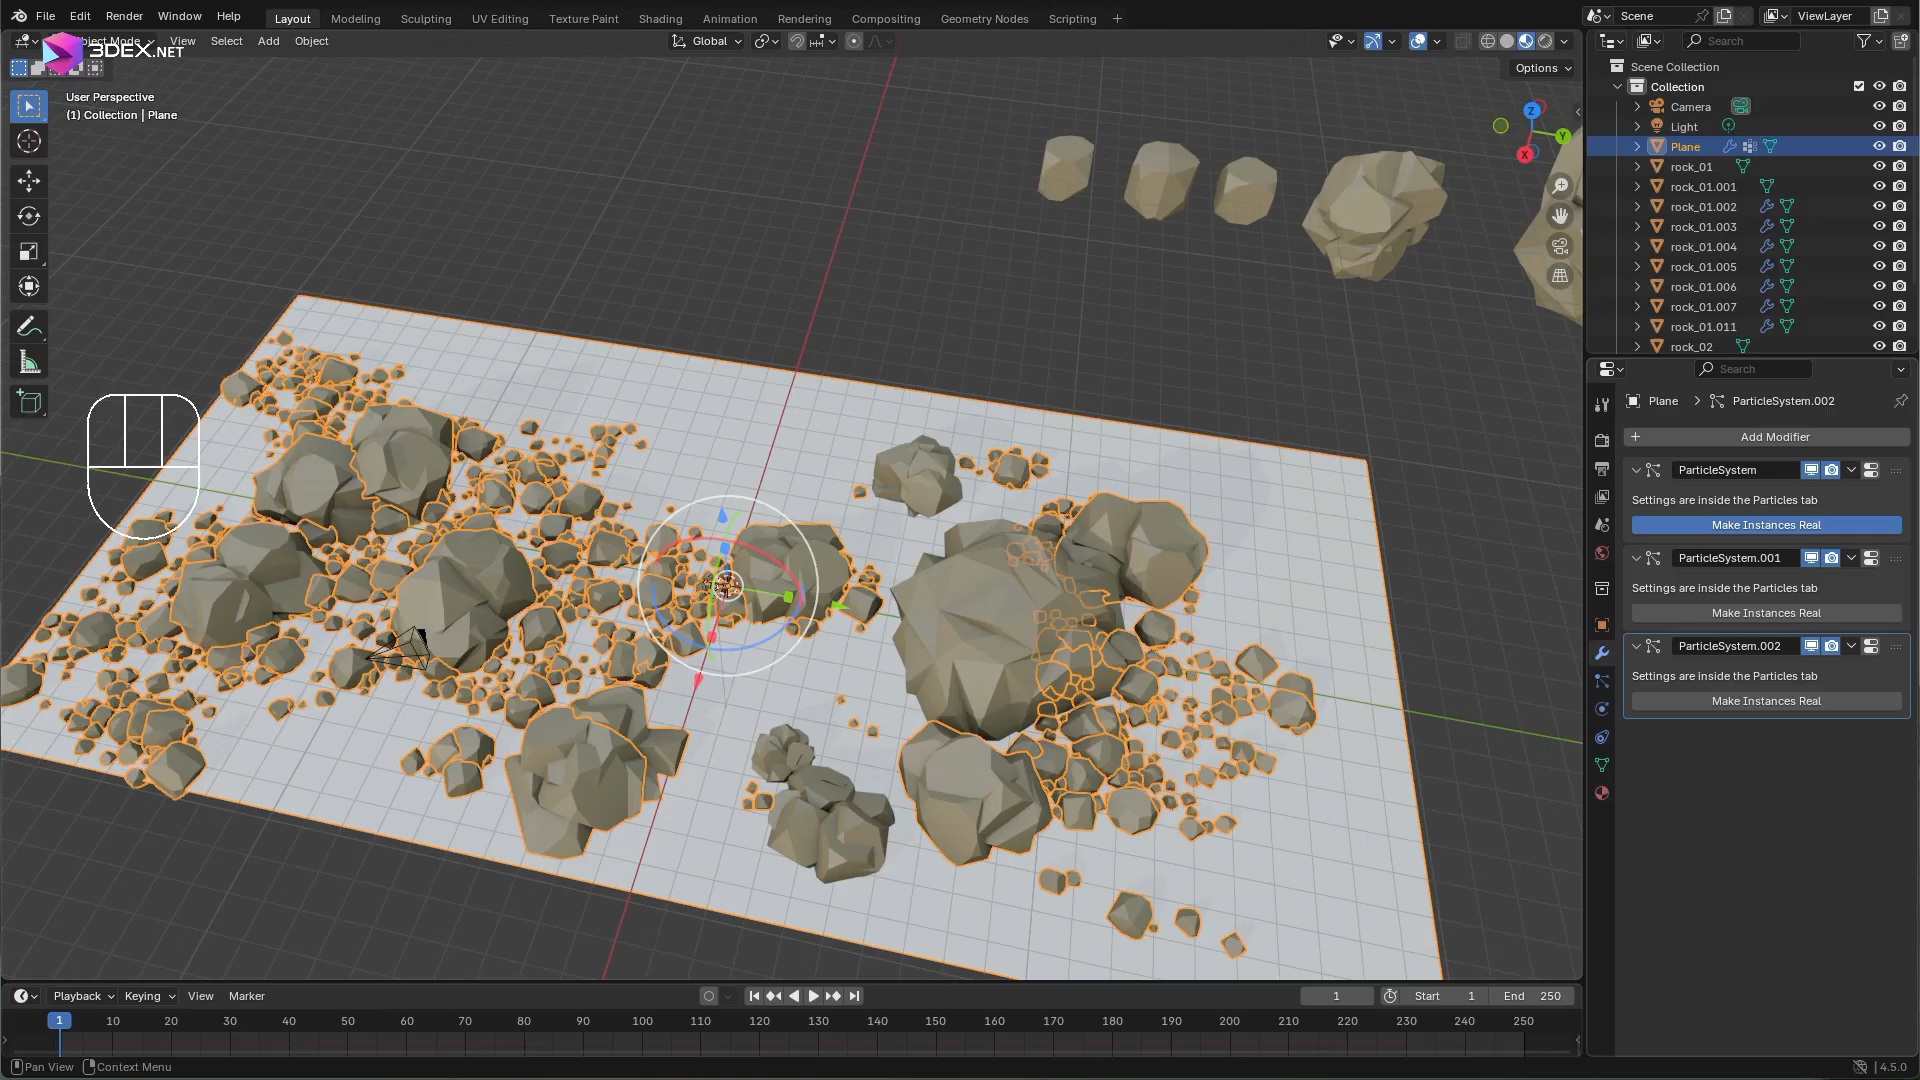 File Edit Render Window Help Layout Modeling Sculpting UV Editing Texture Paint Shading Animation Rendering Compositing Geometry Nodes Scripting + Scene ViewLayer
Object Mode View Select Add Object Global Search
3DEX.NET
Options
User Perspective
(1) Collection | Plane
Z
Y
X
Scene Collection
Collection
Camera
Light
Plane
rock_01
rock_01.001
rock_01.002
rock_01.003
rock_01.004
rock_01.005
rock_01.006
rock_01.007
rock_01.011
rock_02
Search
Plane > ParticleSystem.002
+ Add Modifier
ParticleSystem
Settings are inside the Particles tab
Make Instances Real
ParticleSystem.001
Settings are inside the Particles tab
Make Instances Real
ParticleSystem.002
Settings are inside the Particles tab
Make Instances Real
Playback Keying View Marker 1 Start 1 End 250
1 10 20 30 40 50 60 70 80 90 100 110 120 130 140 150 160 170 180 190 200 210 220 230 240 250
Pan View Context Menu 4.5.0